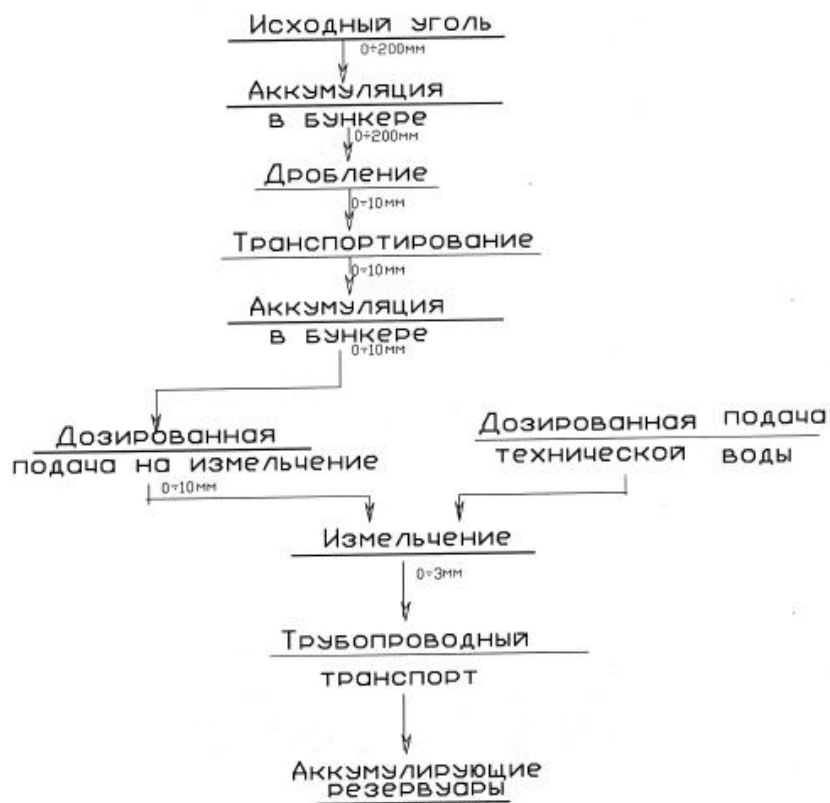 Исходный уголь
0÷200мм
Аккумуляция
в бункере
0÷200мм
Дробление
0÷10мм
Транспортирование
0÷10мм
Аккумуляция
в бункере
0÷10мм
Дозированная
подача на измельчение
0÷10мм
Дозированная подача
технической воды
Измельчение
0÷3мм
Трубопроводный
транспорт
Аккумулирующие
резервуары